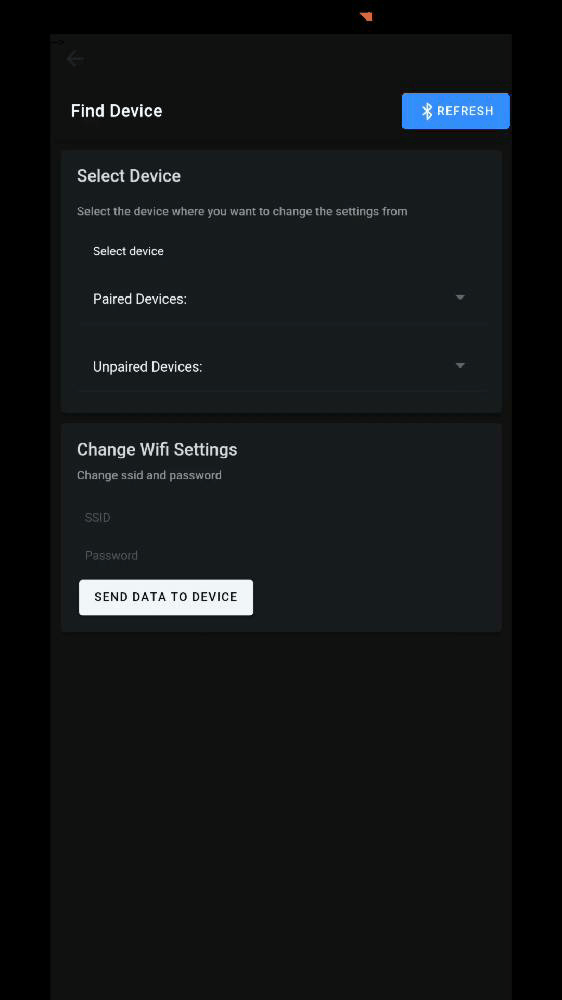 Find Device
REFRESH
Select Device
Select the device where you want to change the settings from
Select device
Paired Devices:
Unpaired Devices:
Change Wifi Settings
Change ssid and password
SSID
Password
SEND DATA TO DEVICE